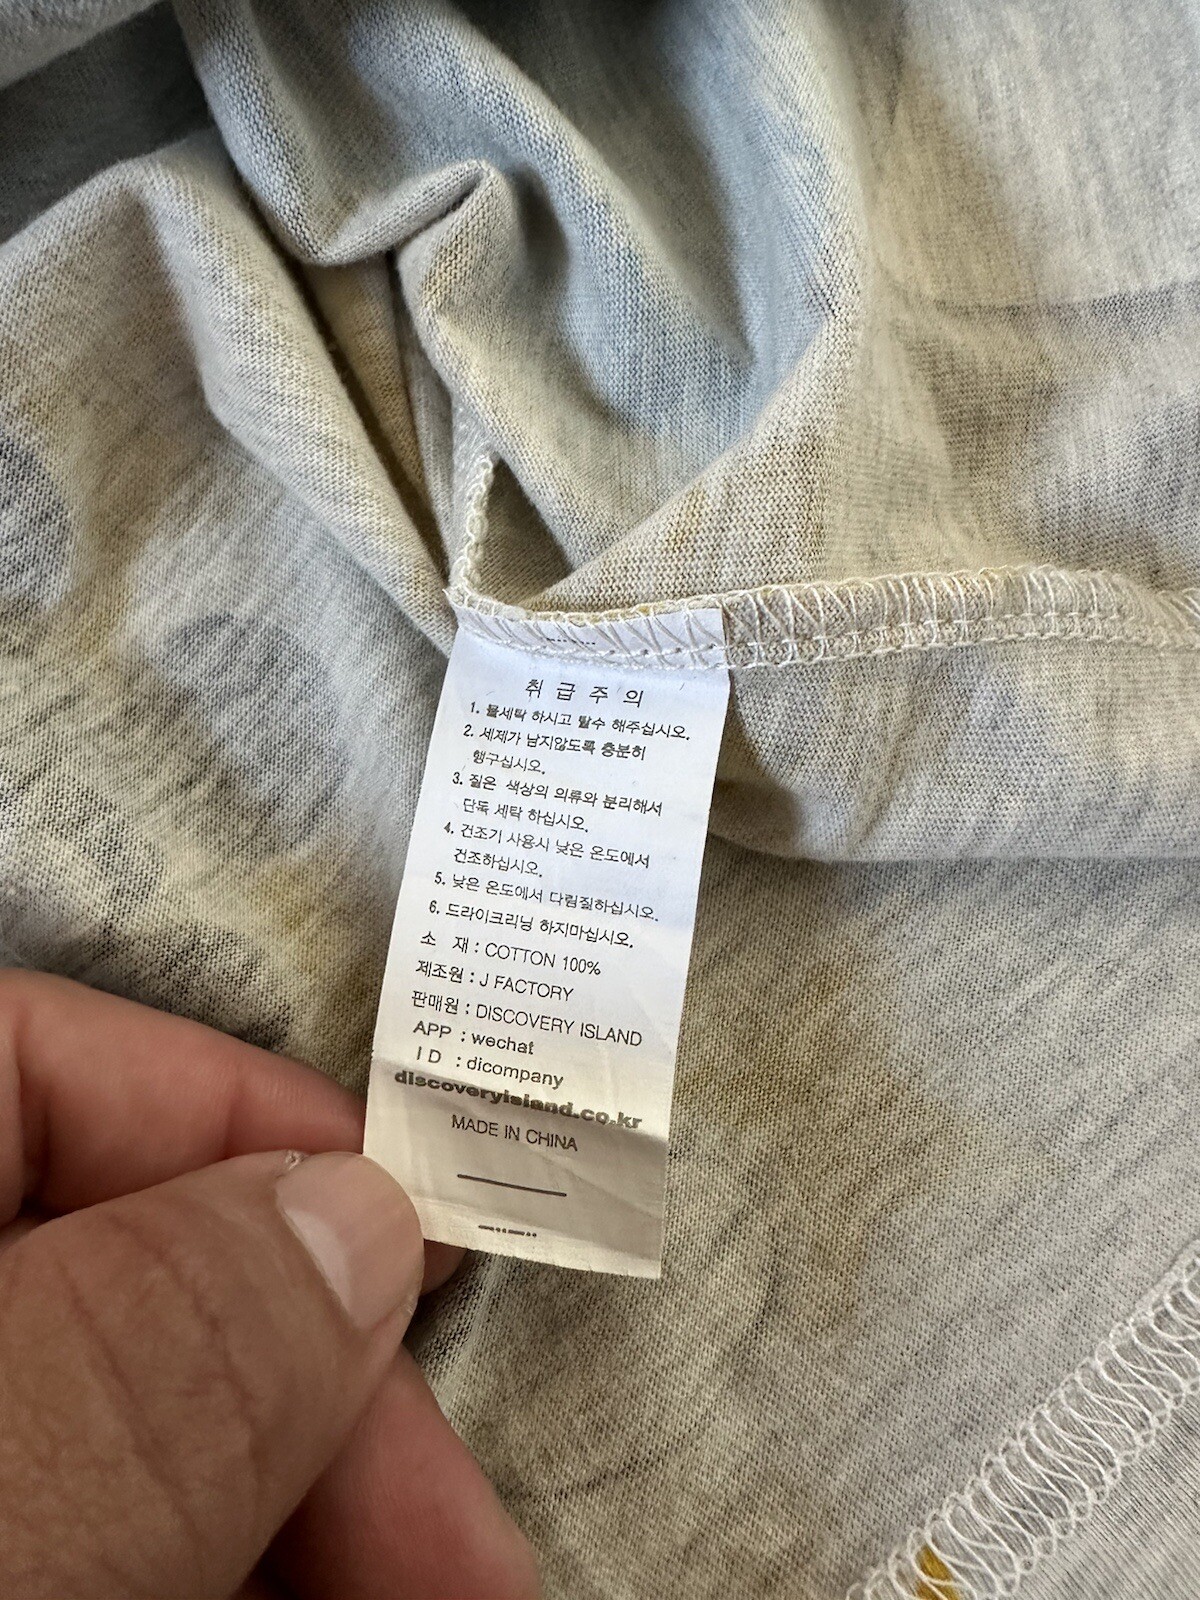 취 급 주 의
1. 물세탁 하시고 탈수 해주십시오.
2. 세제가 남지않도록 충분히
행구십시오.
3. 짙은 색상의 의류와 분리해서
단독 세탁 하십시오.
4. 건조기 사용시 낮은 온도에서
건조하십시오.
5. 낮은 온도에서 다림질하십시오.
6. 드라이크리닝 하지마십시오.
소 재 : COTTON 100%
제조원 : J FACTORY
판매원 : DISCOVERY ISLAND
APP : wechat
ID : dicompany
discoveryisland.co.kr
MADE IN CHINA